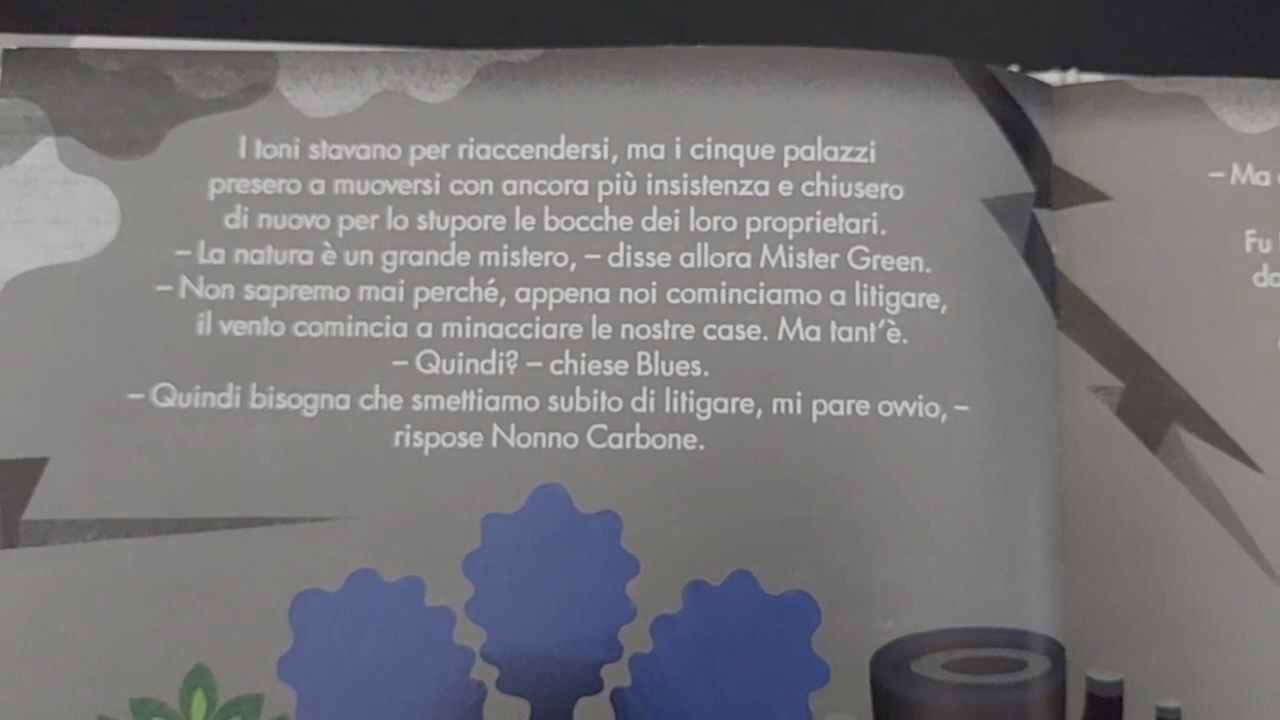 I toni stavano per riaccendersi, ma i cinque palazzi
presero a muoversi con ancora più insistenza e chiusero
di nuovo per lo stupore le bocche dei loro proprietari.
– La natura è un grande mistero, – disse allora Mister Green.
– Non sapremo mai perché, appena noi cominciamo a litigare,
il vento comincia a minacciare le nostre case. Ma tant'è.
– Quindi? – chiese Blues.
– Quindi bisogna che smettiamo subito di litigare, mi pare ovvio, –
rispose Nonno Carbone.
– Ma
Fu